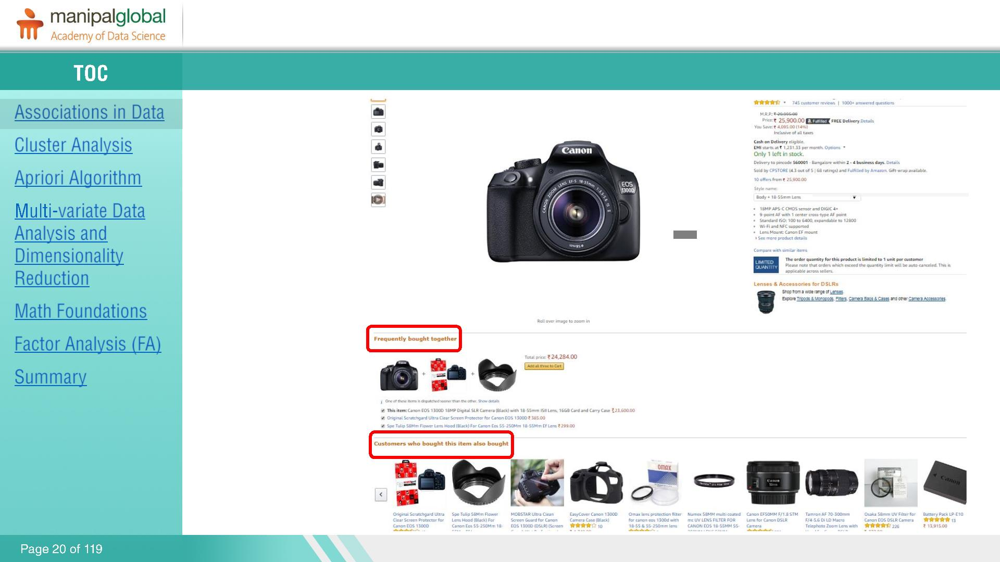 manipalglobal
Academy of Data Science
TOC
Associations in Data
Cluster Analysis
Apriori Algorithm
Multi-variate Data
Analysis and
Dimensionality
Reduction
Math Foundations
Factor Analysis (FA)
Summary
745 customer reviews | 1000+ answered questions
M.R.P.: ₹ 29,995.00
Price: ₹ 25,900.00 a Fulfilled FREE Delivery. Details
You Save: ₹ 4,095.00 (14%)
Inclusive of all taxes
Cash on Delivery eligible.
EMI starts at ₹ 1,231.33 per month. Options
Only 1 left in stock.
Delivery to pincode 560001 - Bangalore within 2 - 4 business days. Details
Sold by CPSTORE (4.3 out of 5 | 68 ratings) and Fulfilled by Amazon. Gift-wrap available.
10 offers from ₹ 25,900.00
Style name:
Body + 18-55mm Lens
• 18MP APS-C CMOS sensor and DIGIC 4+
• 9-point AF with 1 center cross-type AF point
• Standard ISO: 100 to 6400, expandable to 12800
• Wi-Fi and NFC supported
• Lens Mount: Canon EF mount
› See more product details
Compare with similar items
LIMITED QUANTITY
The order quantity for this product is limited to 1 unit per customer
Please note that orders which exceed the quantity limit will be auto-canceled. This is
applicable across sellers.
Lenses & Accessories for DSLRs
Shop from a wide range of Lenses.
Explore Tripods & Monopods, Filters, Camera Bags & Cases and other Camera Accessories.
Canon
EOS
1300D
CANON ZOOM LENS EF-S 18-55mm 1:3.5-5.6 IS II
ø58mm
Roll over image to zoom in
Frequently bought together
+ +
Total price: ₹ 24,284.00
Add all three to Cart
i One of these items is dispatched sooner than the other. Show details
This item: Canon EOS 1300D 18MP Digital SLR Camera (Black) with 18-55mm ISII Lens, 16GB Card and Carry Case ₹ 23,600.00
Original Scratchgard Ultra Clear Screen Protector for Canon EOS 1300D ₹ 385.00
Spe Tulip 58Mm Flower Lens Hood (Black) For Canon Eos 55-250Mm 18-55Mm Ef Lens ₹ 299.00
Customers who bought this item also bought
Original Scratchgard Ultra
Clear Screen Protector for
Canon EOS 1300D
Spe Tulip 58Mm Flower
Lens Hood (Black) For
Canon Eos 55-250Mm 18-
MOBSTAR Ultra Clean
Screen Guard for Canon
EOS 1300D (DSLR) (Screen
EasyCover Canon 1300D
Camera Case (Black)
10
Omax lens protection filter
for canon eos 1300d with
18-55 & 55-250mm lens
Numex 58MM multi coated
mc UV LENS FILTER FOR
CANON EOS 18-55MM 55-
Canon EF50MM F/1.8 STM
Lens for Canon DSLR
Camera
Tamron AF 70-300mm
F/4-5.6 Di LD Macro
Telephoto Zoom Lens with
Osaka 58mm UV Filter for
Canon EOS DSLR Camera
226
Battery Pack LP-E10
13
₹ 13,915.00
Page 20 of 119